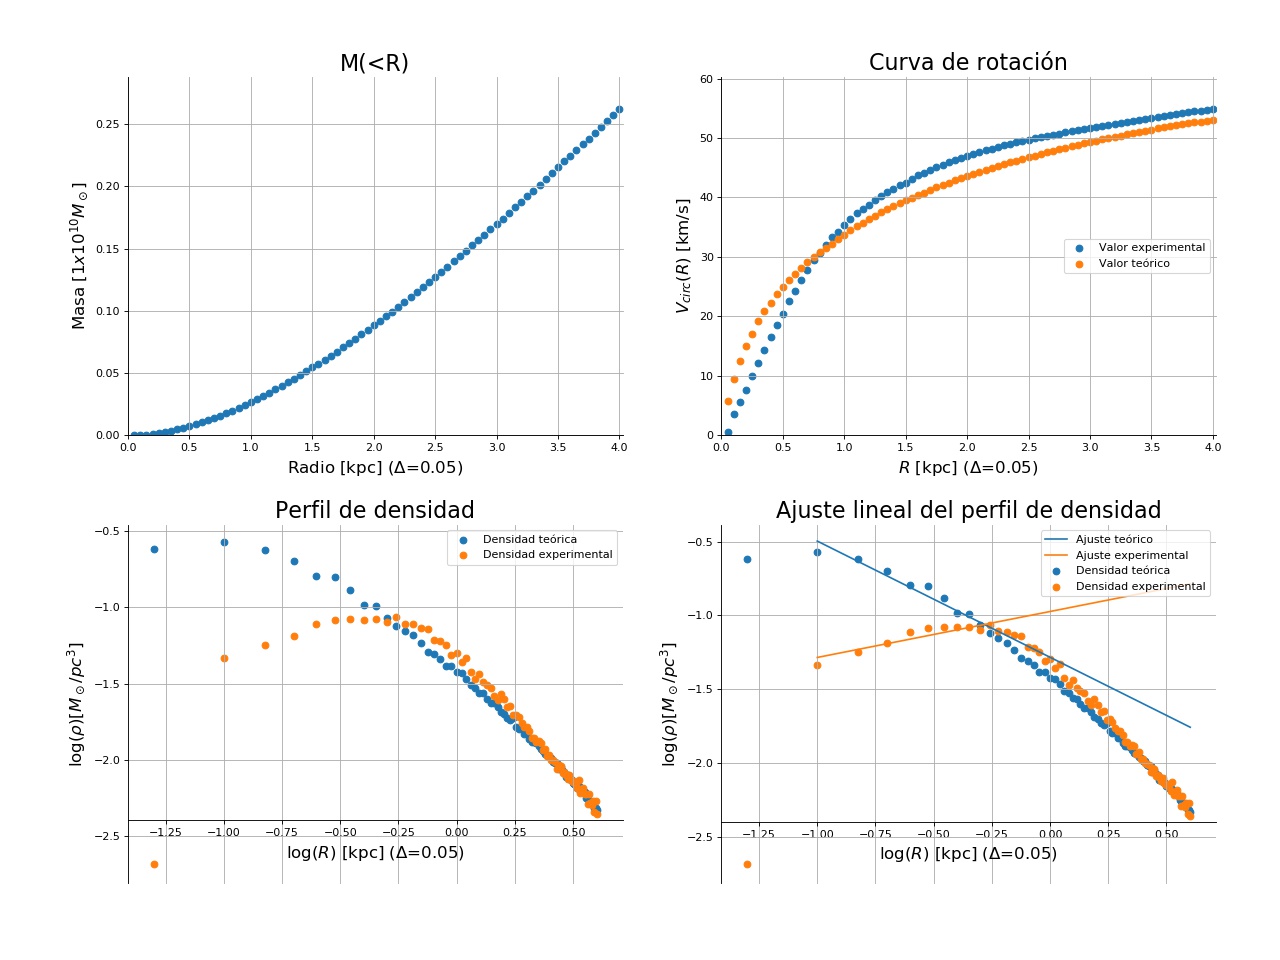 M(<R)
0.25
0.20
0.15
0.10
0.05
0.00
Masa [1x10^{10}M_⊙]
0.0 0.5 1.0 1.5 2.0 2.5 3.0 3.5 4.0
Radio [kpc] (Δ=0.05)
Curva de rotación
60
50
40
30
20
10
0
V_{circ}(R) [km/s]
Valor experimental
Valor teórico
0.0 0.5 1.0 1.5 2.0 2.5 3.0 3.5 4.0
R [kpc] (Δ=0.05)
Perfil de densidad
−0.5
−1.0
−1.5
−2.0
−2.5
log(ρ)[M_⊙/pc^3]
Densidad teórica
Densidad experimental
−1.25 −1.00 −0.75 −0.50 −0.25 0.00 0.25 0.50
log(R) [kpc] (Δ=0.05)
Ajuste lineal del perfil de densidad
−0.5
−1.0
−1.5
−2.0
−2.5
log(ρ)[M_⊙/pc^3]
Ajuste teórico
Ajuste experimental
Densidad teórica
Densidad experimental
−1.25 −1.00 −0.75 −0.50 −0.25 0.00 0.25 0.50
log(R) [kpc] (Δ=0.05)